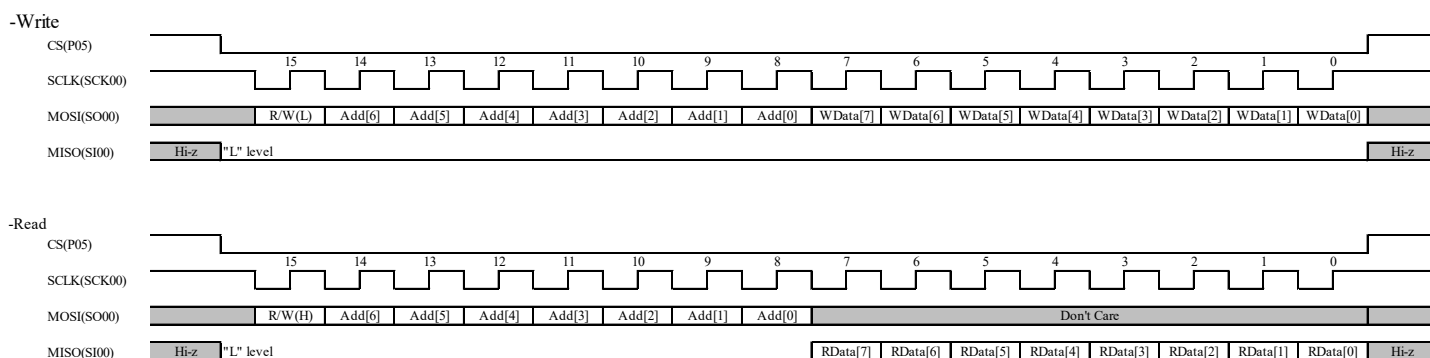 -Write
CS(P05)
15 14 13 12 11 10 9 8 7 6 5 4 3 2 1 0
SCLK(SCK00)
MOSI(SO00) R/W(L) Add[6] Add[5] Add[4] Add[3] Add[2] Add[1] Add[0] WData[7] WData[6] WData[5] WData[4] WData[3] WData[2] WData[1] WData[0]
MISO(SI00) Hi-z "L" level Hi-z
-Read
CS(P05)
15 14 13 12 11 10 9 8 7 6 5 4 3 2 1 0
SCLK(SCK00)
MOSI(SO00) R/W(H) Add[6] Add[5] Add[4] Add[3] Add[2] Add[1] Add[0] Don't Care
MISO(SI00) Hi-z "L" level RData[7] RData[6] RData[5] RData[4] RData[3] RData[2] RData[1] RData[0] Hi-z